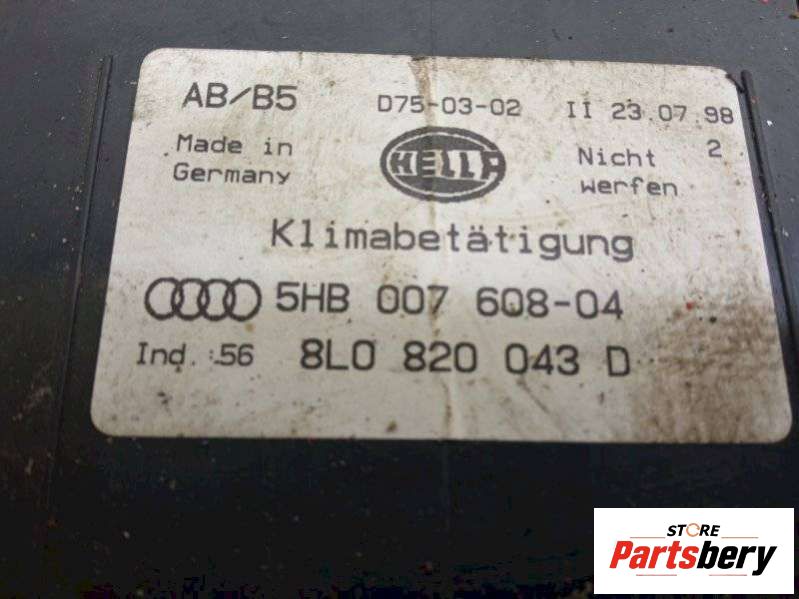 AB/B5 D75-03-02 II 23.07.98
Made in Germany
HELLA
Nicht werfen
2
Klimabetätigung
5HB 007 608-04
Ind. :56 8L0 820 043 D
STORE
Partsbery